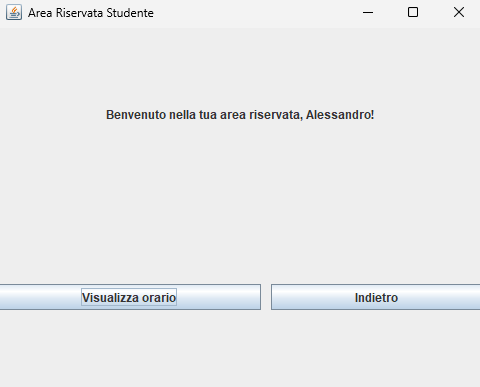 Area Riservata Studente
Benvenuto nella tua area riservata, Alessandro!
Visualizza orario
Indietro